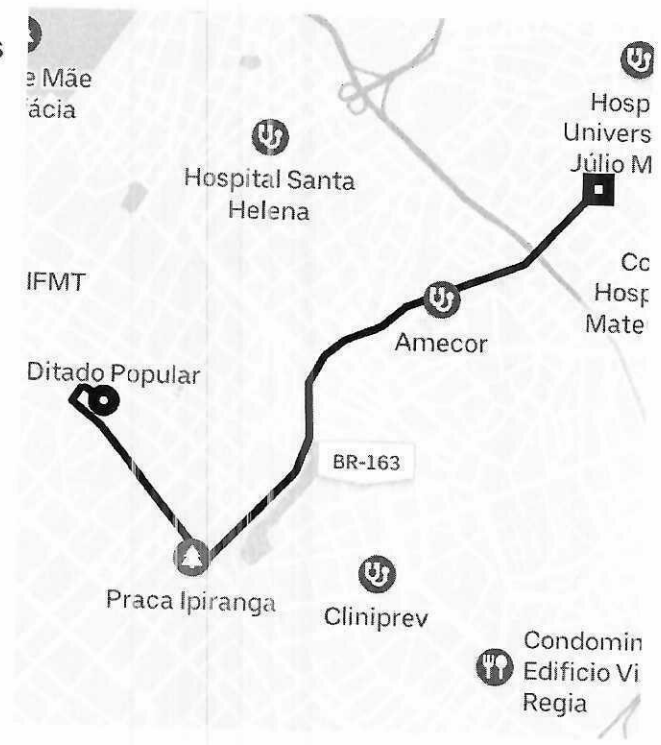 s
e Mãe
ácia
Hosp
Univers
Júlio M
Hospital Santa
Helena
IFMT
Co
Hosp
Mate
Amecor
Ditado Popular
BR-163
Praca Ipiranga
Cliniprev
Condomin
Edificio Vi
Regia